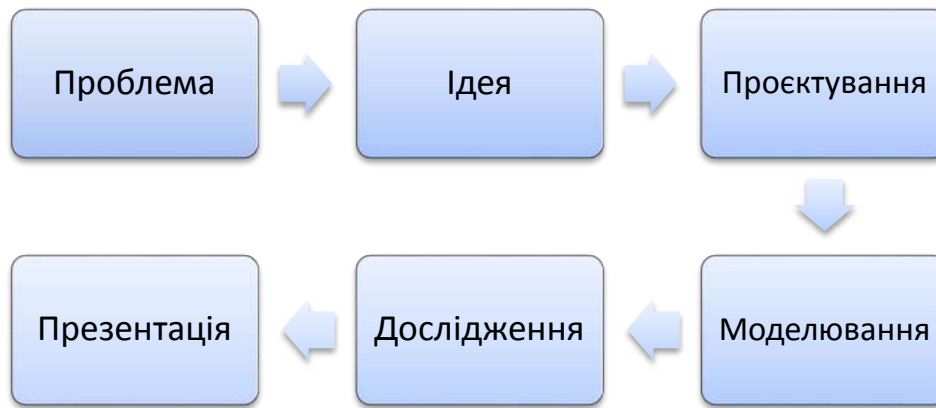 Проблема
Ідея
Проєктування
Моделювання
Дослідження
Презентація